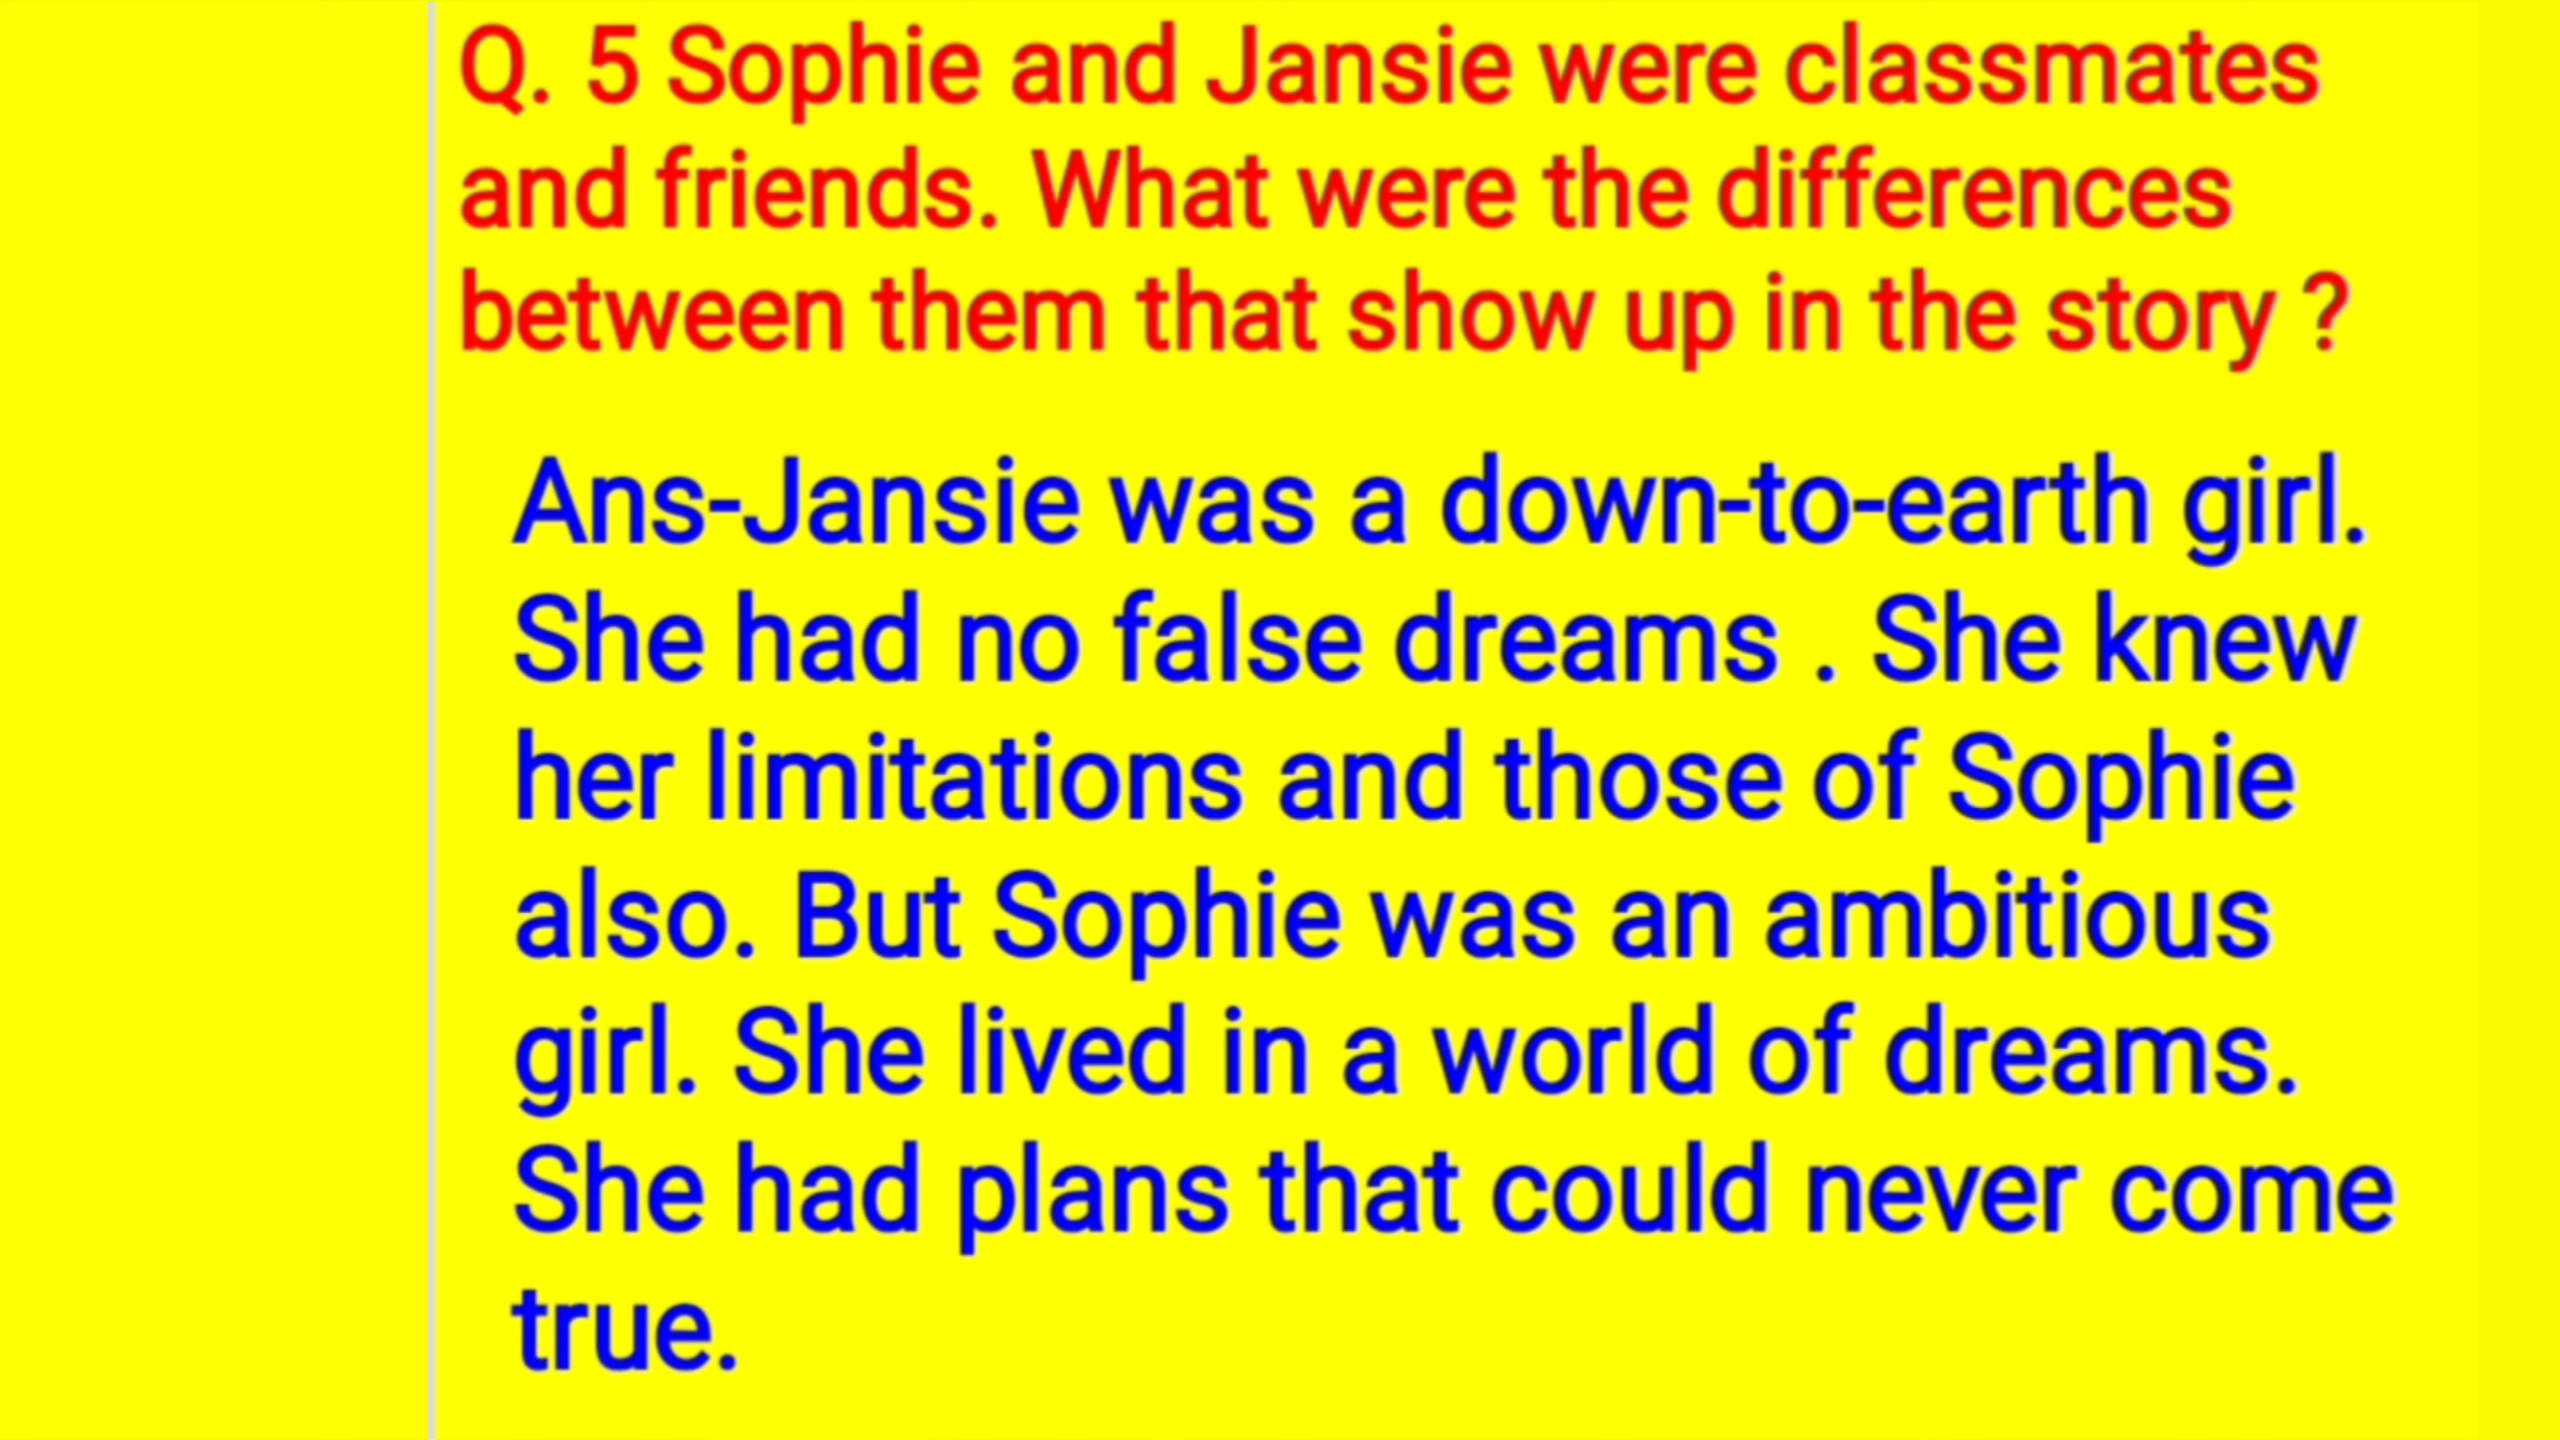 Q. 5 Sophie and Jansie were classmates
and friends. What were the differences
between them that show up in the story ?
Ans-Jansie was a down-to-earth girl.
She had no false dreams . She knew
her limitations and those of Sophie
also. But Sophie was an ambitious
girl. She lived in a world of dreams.
She had plans that could never come
true.